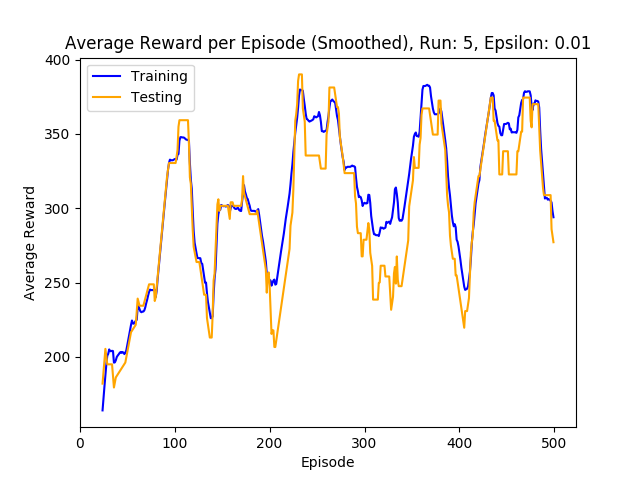 Average Reward per Episode (Smoothed), Run: 5, Epsilon: 0.01
Training
Testing
Average Reward
400
350
300
250
200
0 100 200 300 400 500
Episode